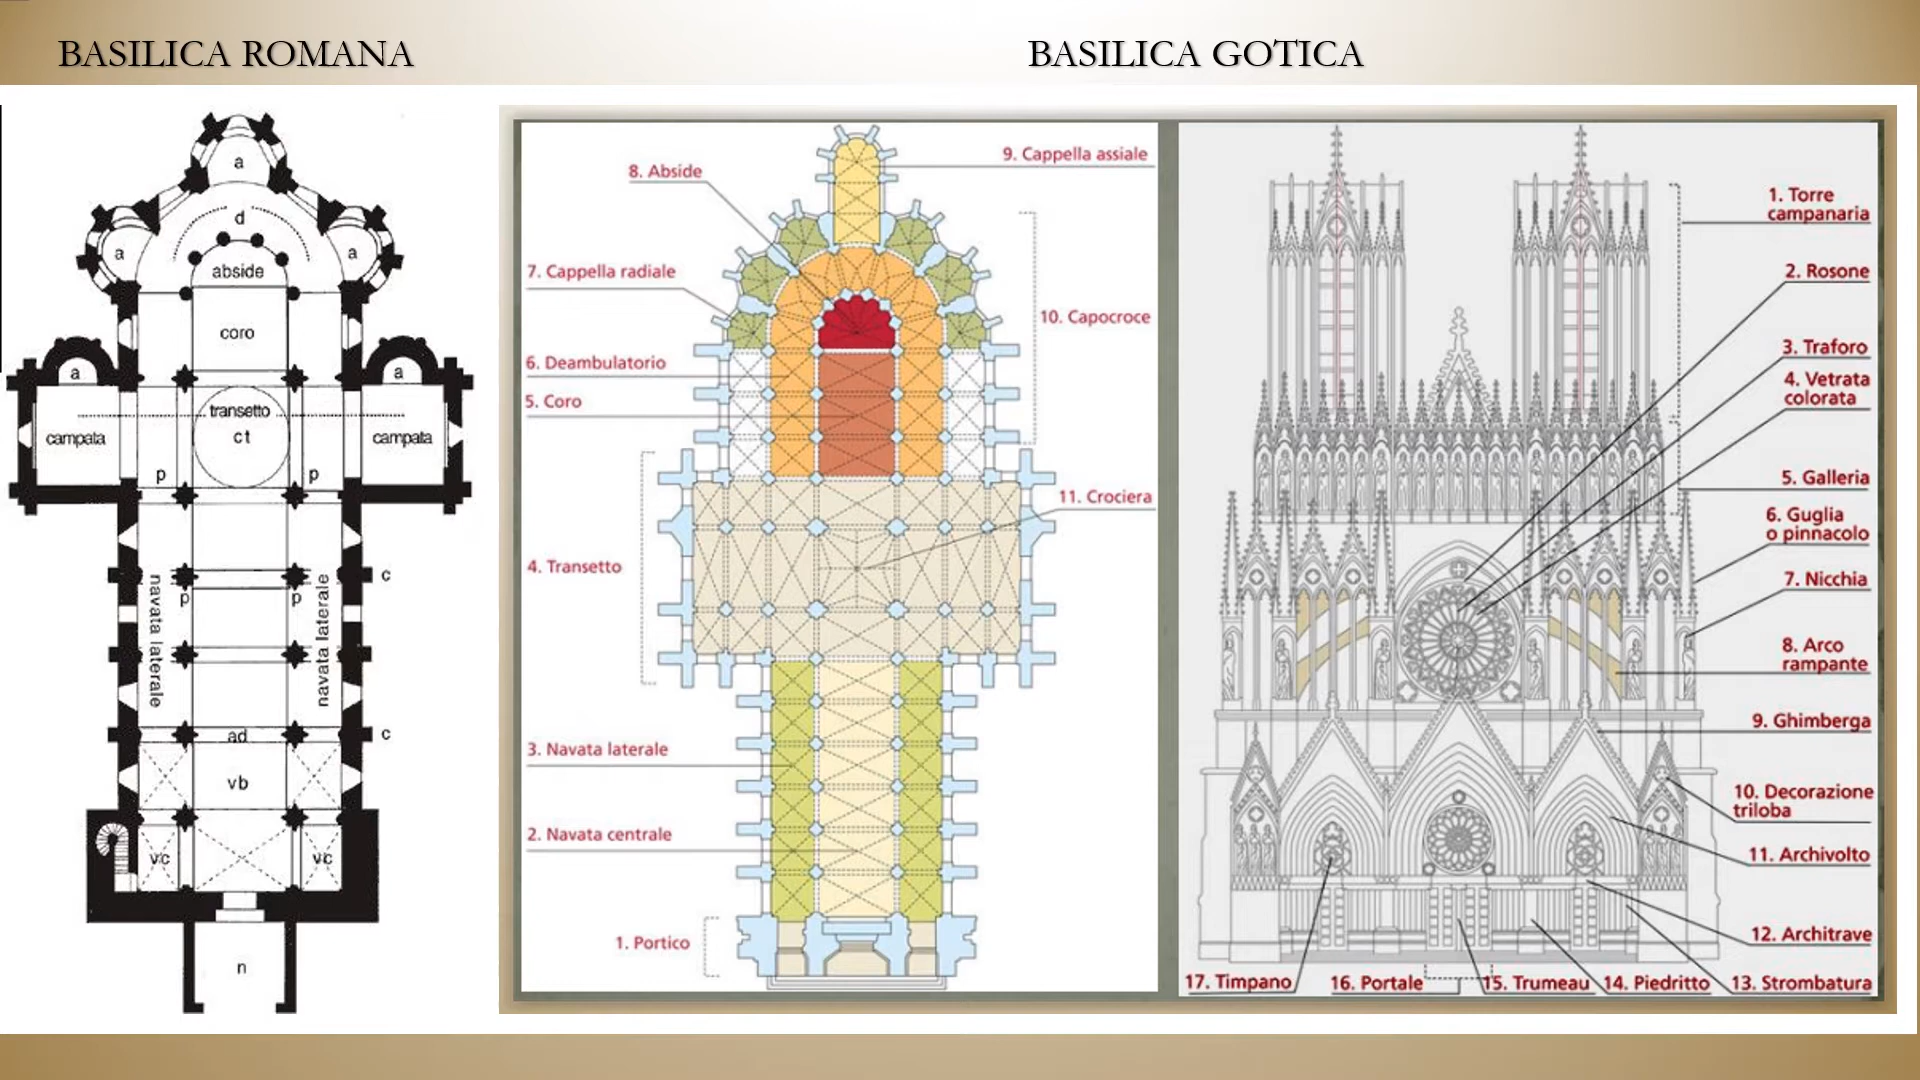 BASILICA ROMANA
BASILICA GOTICA
a
d
a
a
abside
coro
a
a
transetto
ct
campata
campata
p
p
c
p
p
navata laterale
navata laterale
c
ad
vb
vc
vc
n
9. Cappella assiale
8. Abside
7. Cappella radiale
10. Capocroce
6. Deambulatorio
5. Coro
11. Crociera
4. Transetto
3. Navata laterale
2. Navata centrale
1. Portico
1. Torre
campanaria
2. Rosone
3. Traforo
4. Vetrata
colorata
5. Galleria
6. Guglia
o pinnacolo
7. Nicchia
8. Arco
rampante
9. Ghimberga
10. Decorazione
triloba
11. Archivolto
12. Architrave
17. Timpano
16. Portale
15. Trumeau
14. Piedritto
13. Strombatura